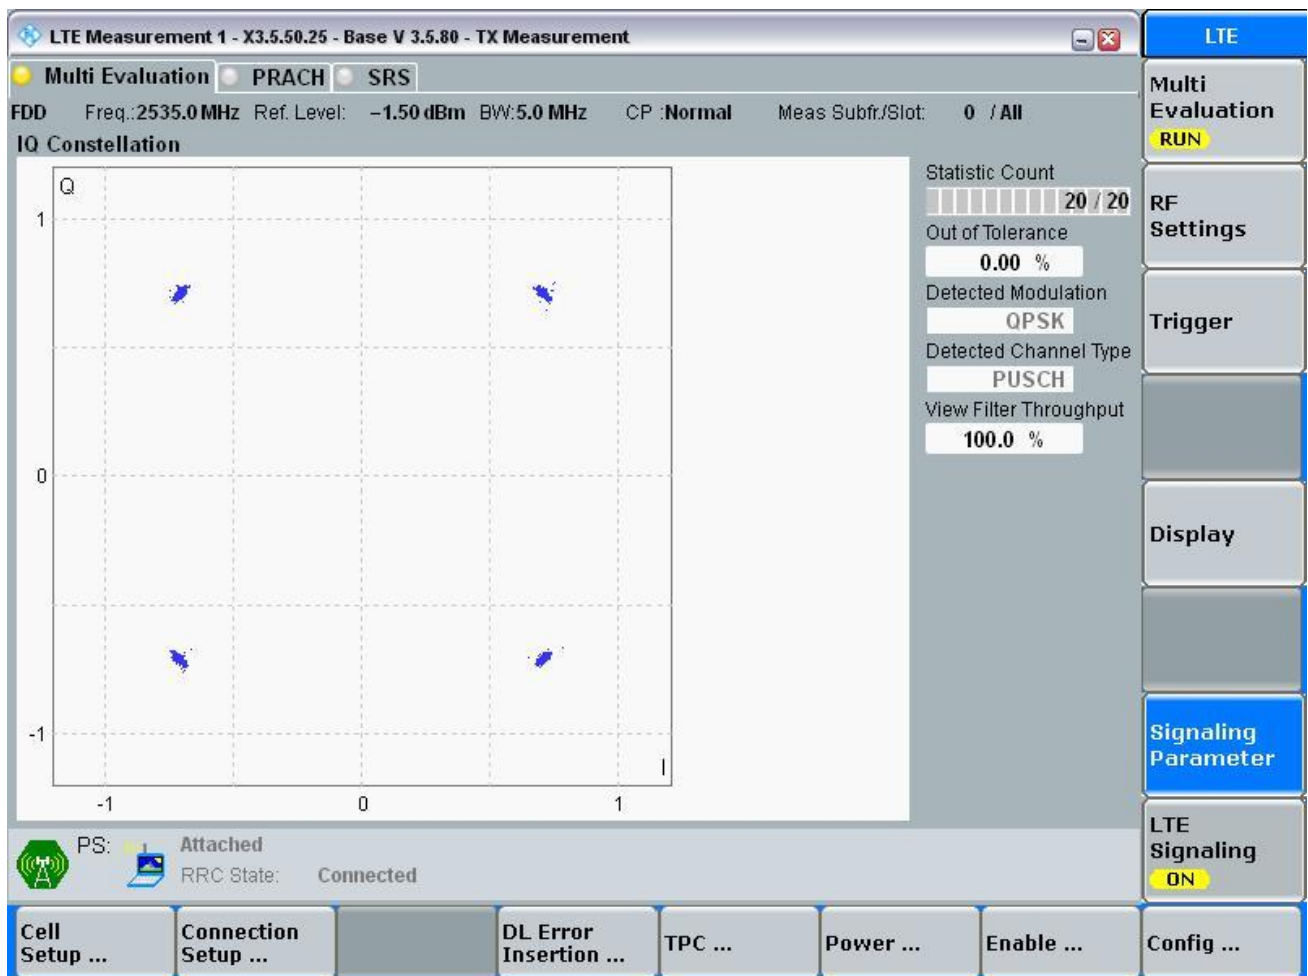 LTE Measurement 1 - X3.5.50.25 - Base V 3.5.80 - TX Measurement
LTE
Multi Evaluation PRACH SRS
FDD Freq.:2535.0 MHz Ref. Level: −1.50 dBm BW:5.0 MHz CP :Normal Meas Subfr./Slot: 0 / All
IQ Constellation
Q
1
0
-1
I
-1 0 1
Statistic Count
20 / 20
Out of Tolerance
0.00 %
Detected Modulation
QPSK
Detected Channel Type
PUSCH
View Filter Throughput
100.0 %
Multi
Evaluation
RUN
RF
Settings
Trigger
Display
Signaling
Parameter
LTE
Signaling
ON
PS: Attached
RRC State: Connected
Cell
Setup ...
Connection
Setup ...
DL Error
Insertion ...
TPC ...
Power ...
Enable ...
Config ...